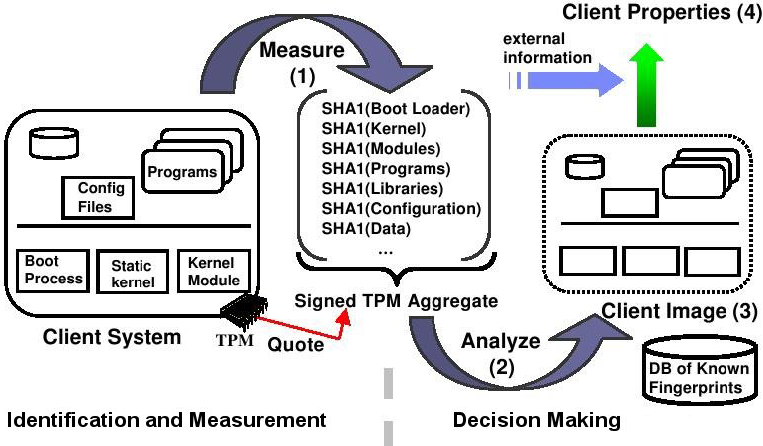 Client Properties (4)
external
information
Measure
(1)
SHA1(Boot Loader)
SHA1(Kernel)
SHA1(Modules)
SHA1(Programs)
SHA1(Libraries)
SHA1(Configuration)
SHA1(Data)
...
Programs
Config
Files
Boot
Process
Static
kernel
Kernel
Module
Client System
TPM
Quote
Signed TPM Aggregate
Analyze
(2)
Client Image (3)
DB of Known
Fingerprints
Identification and Measurement
Decision Making